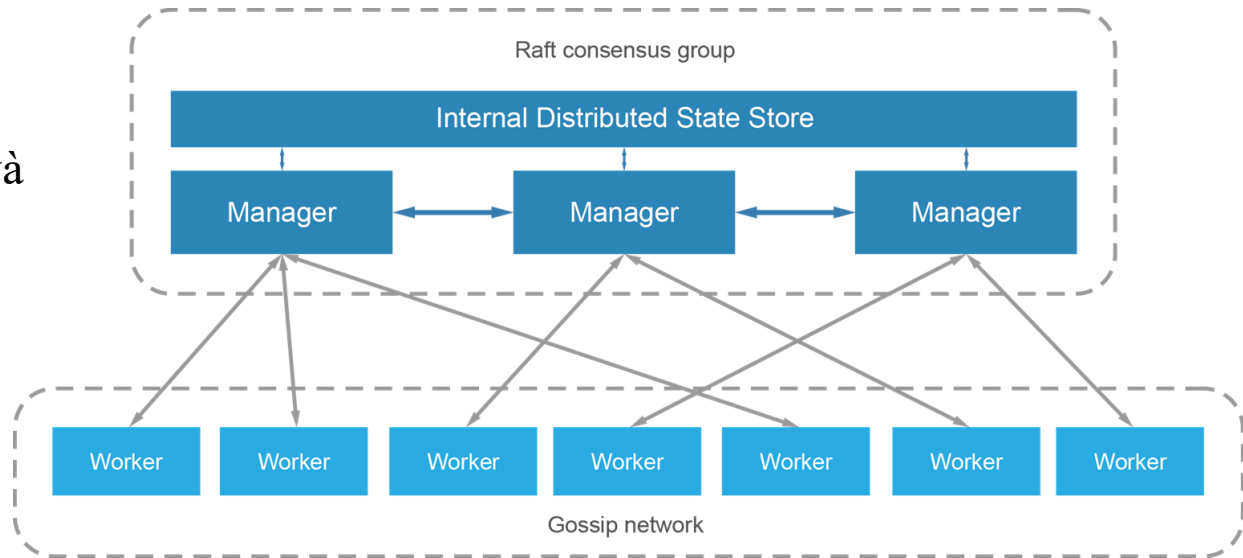 Raft consensus group
Internal Distributed State Store
Manager Manager Manager
Worker Worker Worker Worker Worker Worker Worker
Gossip network